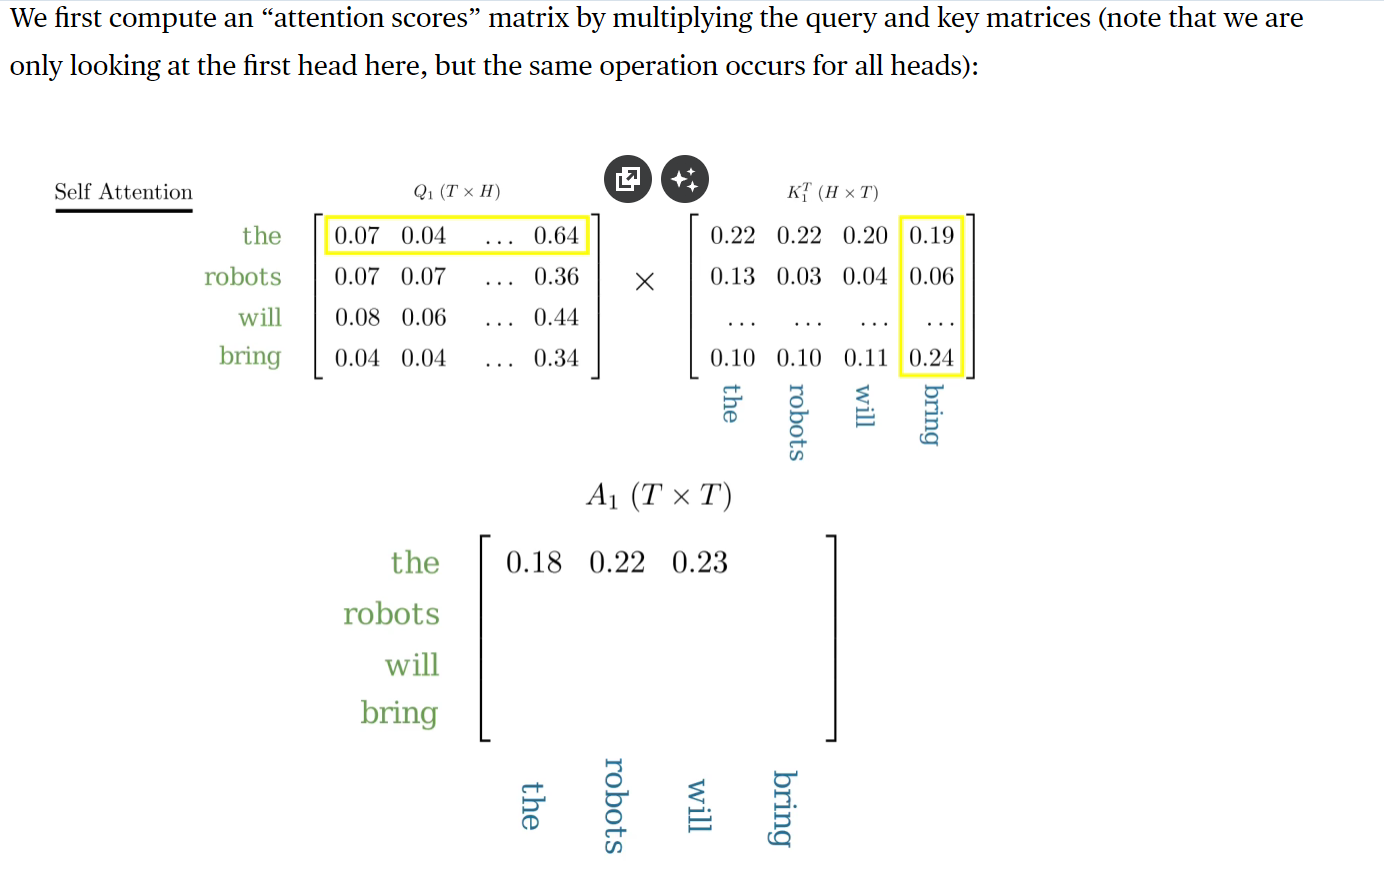 We first compute an “attention scores” matrix by multiplying the query and key matrices (note that we are
only looking at the first head here, but the same operation occurs for all heads):
Self Attention
Q₁ (T × H)
K₁ᵀ (H × T)
the 0.07 0.04 ... 0.64
robots 0.07 0.07 ... 0.36
will 0.08 0.06 ... 0.44
bring 0.04 0.04 ... 0.34
×
0.22 0.22 0.20 0.19
0.13 0.03 0.04 0.06
... ... ... ...
0.10 0.10 0.11 0.24
the robots will bring
A₁ (T × T)
the 0.18 0.22 0.23
robots
will
bring
the robots will bring